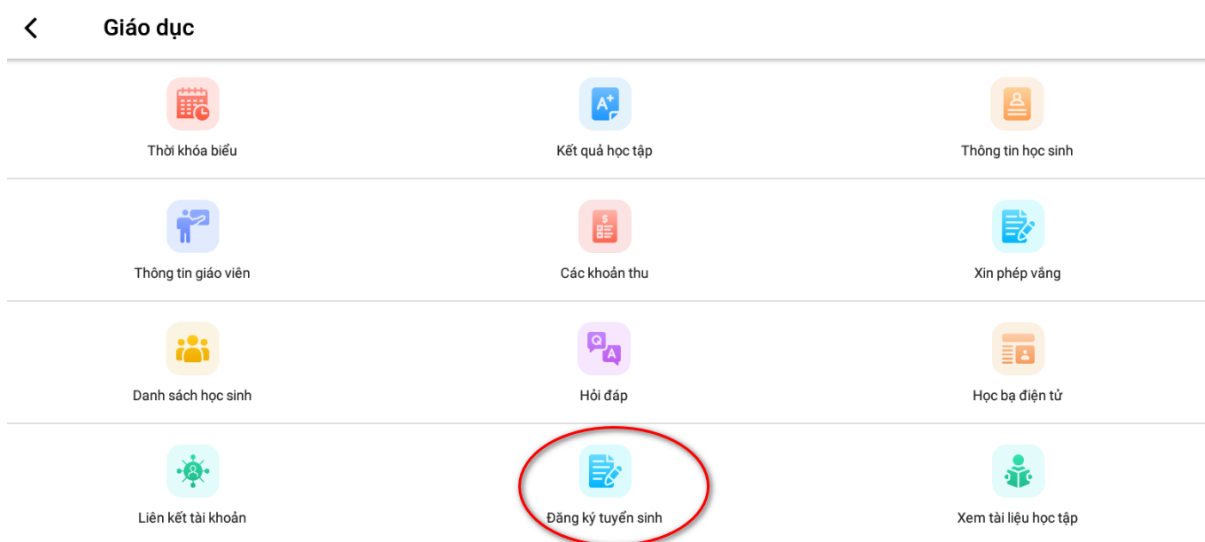 Giáo dục
Thời khóa biểu
Kết quả học tập
Thông tin học sinh
Thông tin giáo viên
Các khoản thu
Xin phép vắng
Danh sách học sinh
Hỏi đáp
Học bạ điện tử
Liên kết tài khoản
Đăng ký tuyển sinh
Xem tài liệu học tập